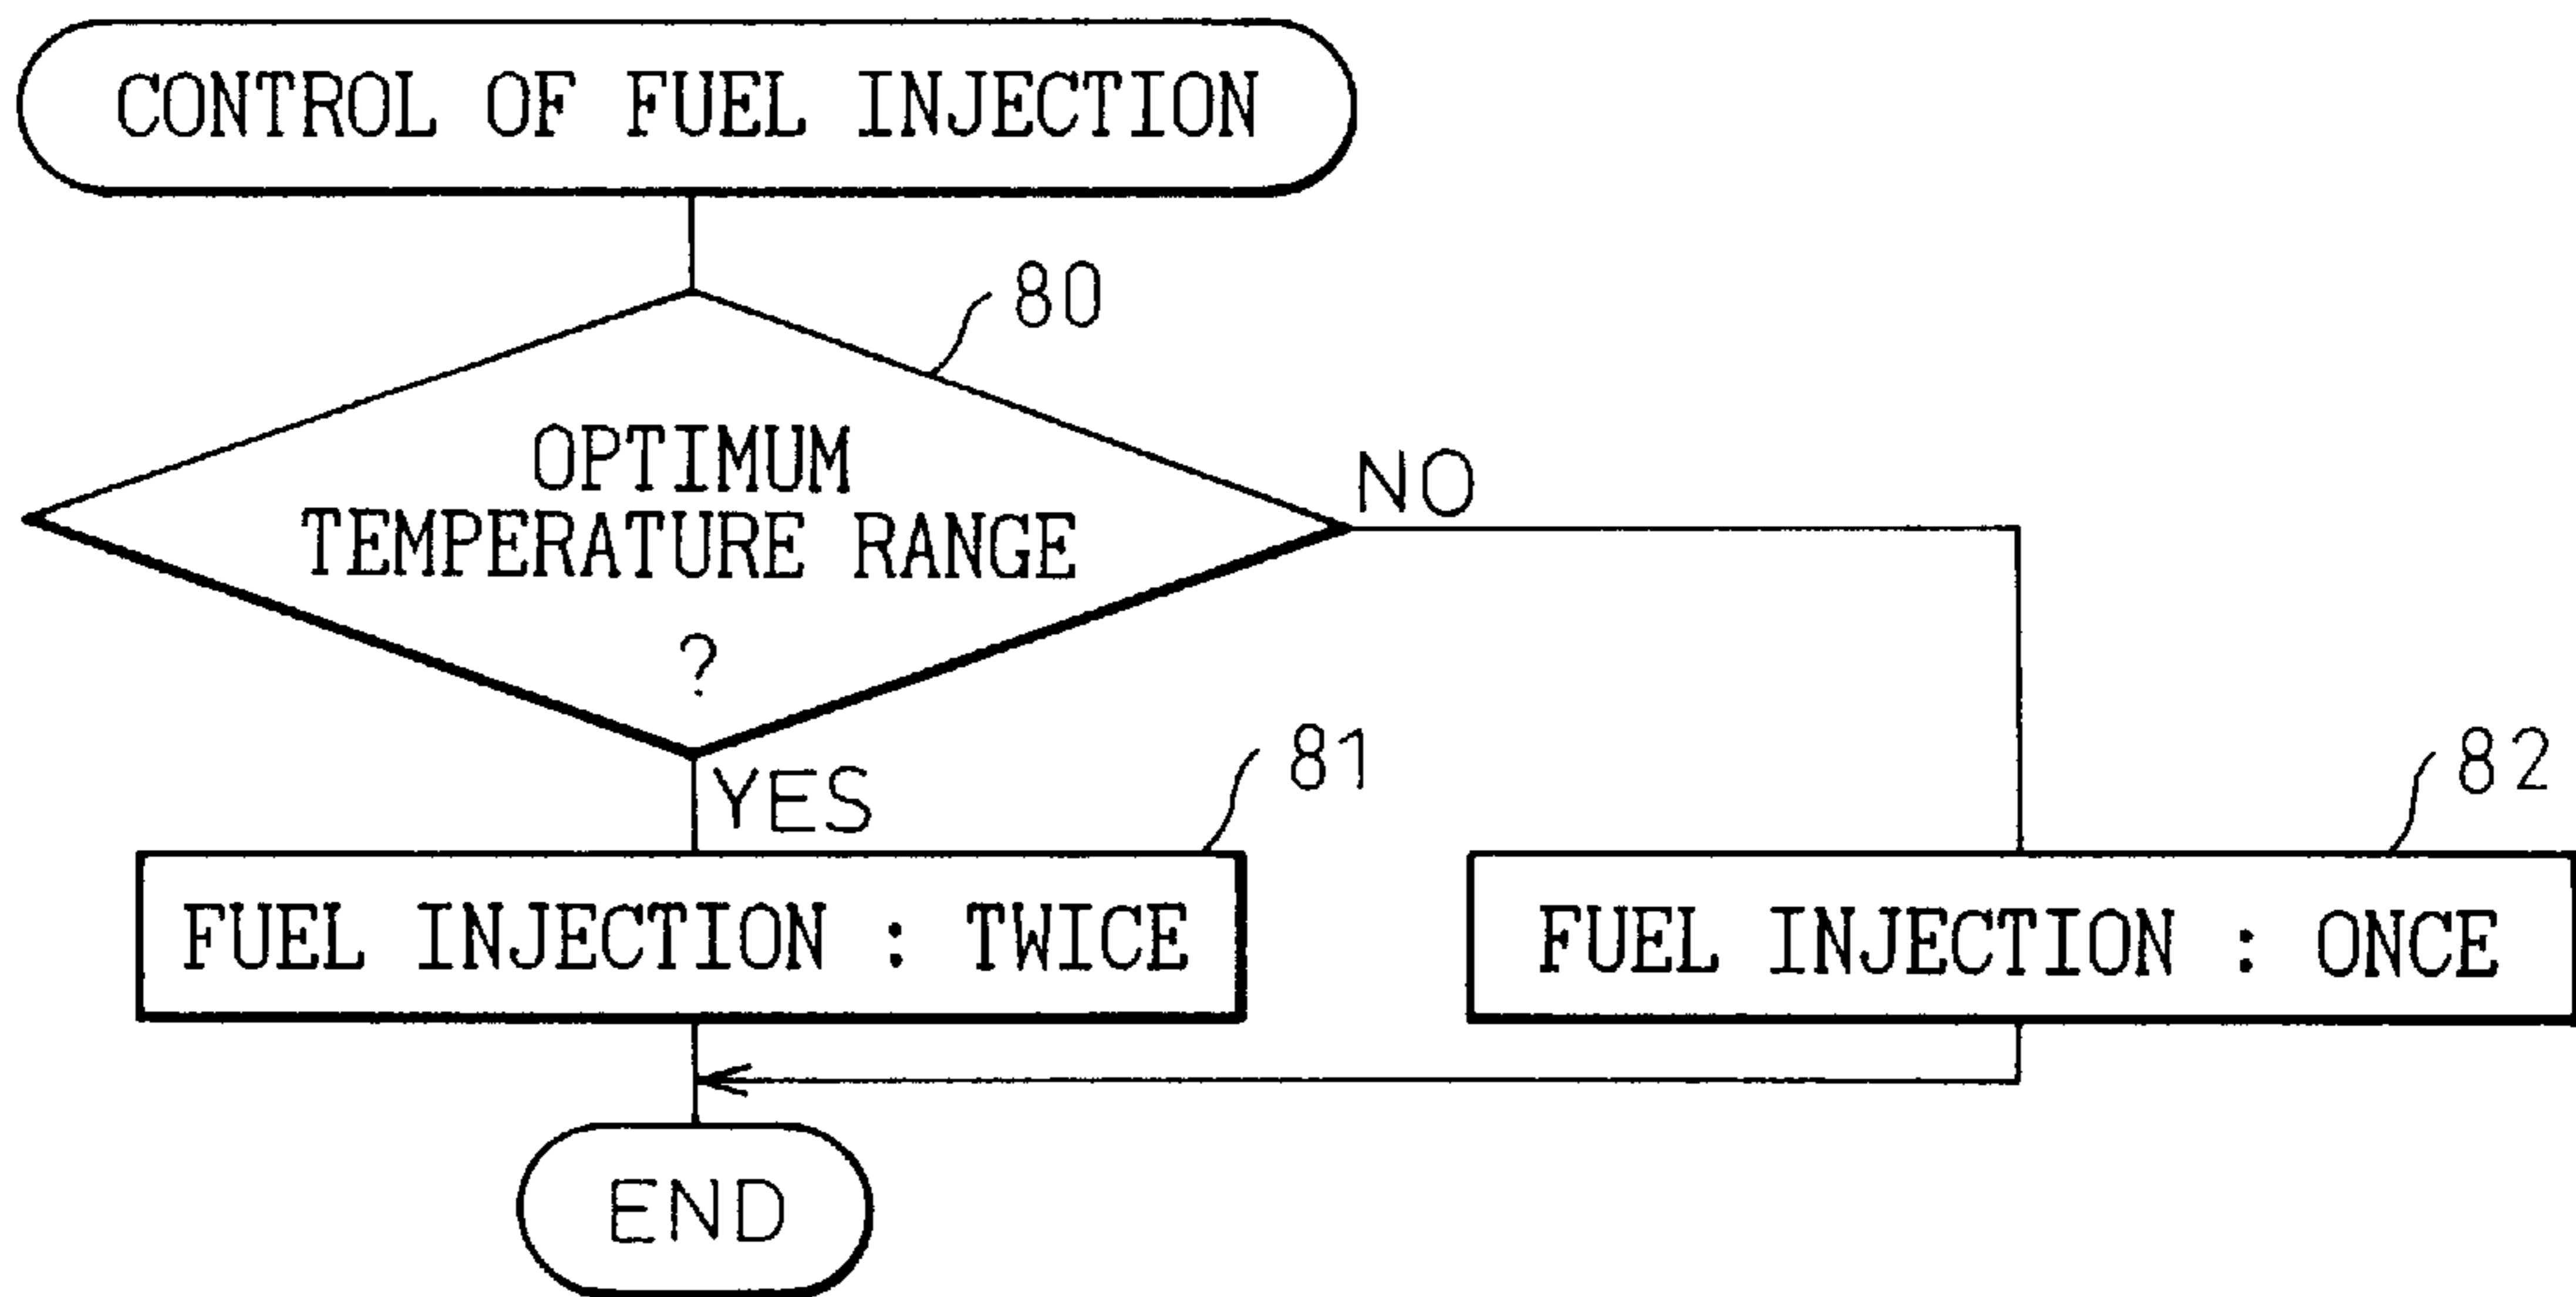 CONTROL OF FUEL INJECTION
80
OPTIMUM
TEMPERATURE RANGE
?
NO
YES
81
82
FUEL INJECTION : TWICE
FUEL INJECTION : ONCE
END